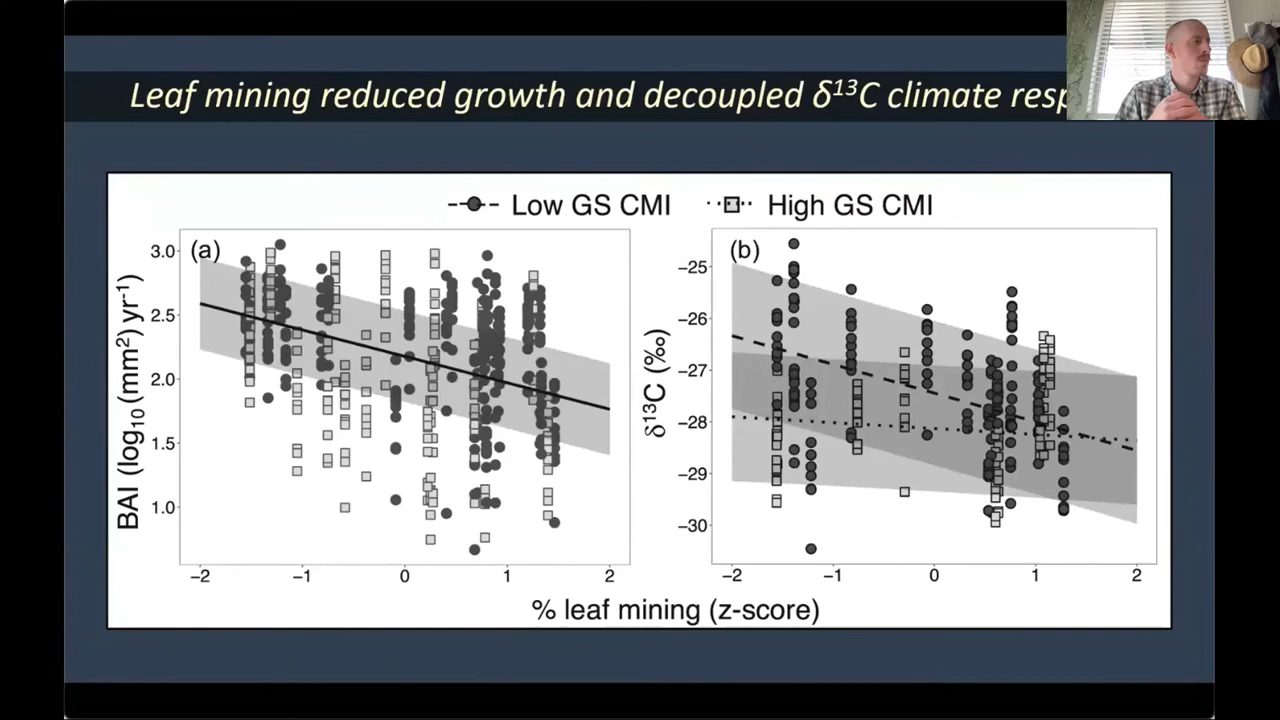 Leaf mining reduced growth and decoupled δ¹³C climate resp
Low GS CMI
High GS CMI
(a)
(b)
BAI (log₁₀(mm²) yr⁻¹)
3.0
2.5
2.0
1.5
1.0
−2
−1
0
1
2
δ¹³C (‰)
−25
−26
−27
−28
−29
−30
−2
−1
0
1
2
% leaf mining (z-score)